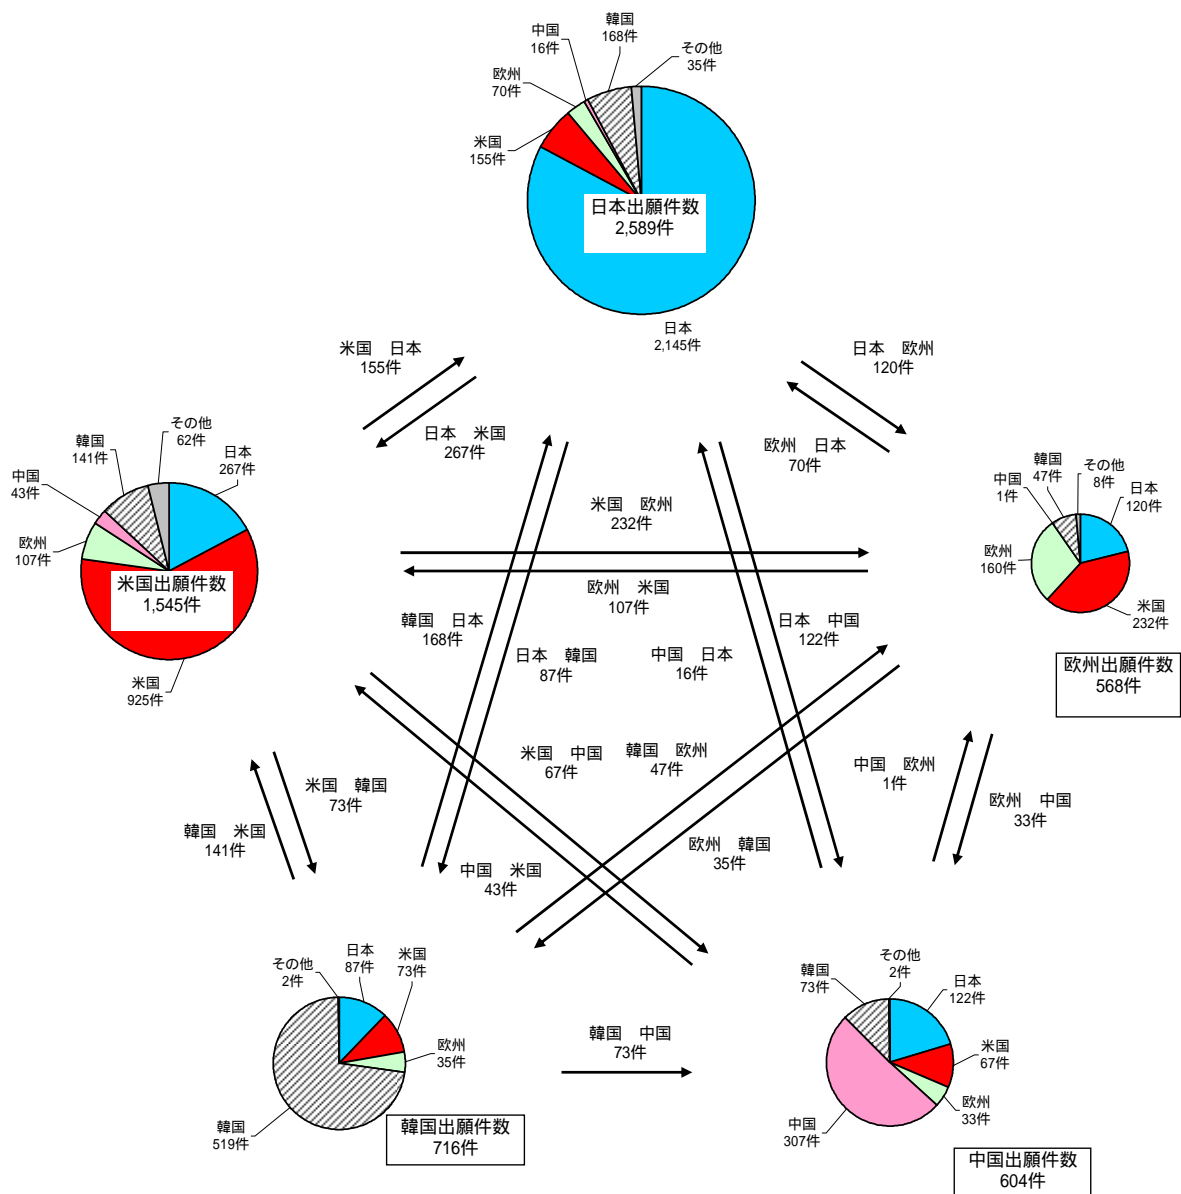 中国
16件
韓国
168件
その他
35件
欧州
70件
米国
155件
日本出願件数
2,589件
日本
2,145件
米国　日本
155件
日本　米国
267件
日本　欧州
120件
欧州　日本
70件
韓国
141件
その他
62件
日本
267件
中国
43件
欧州
107件
米国出願件数
1,545件
米国
925件
米国　欧州
232件
欧州　米国
107件
中国
1件
韓国
47件
その他
8件
日本
120件
欧州
160件
米国
232件
欧州出願件数
568件
韓国　日本
168件
日本　韓国
87件
中国　日本
16件
日本　中国
122件
米国　中国
67件
韓国　欧州
47件
中国　欧州
1件
欧州　中国
33件
米国　韓国
73件
韓国　米国
141件
中国　米国
43件
欧州　韓国
35件
その他
2件
日本
87件
米国
73件
欧州
35件
韓国
519件
韓国出願件数
716件
韓国　中国
73件
韓国
73件
その他
2件
日本
122件
米国
67件
欧州
33件
中国
307件
中国出願件数
604件